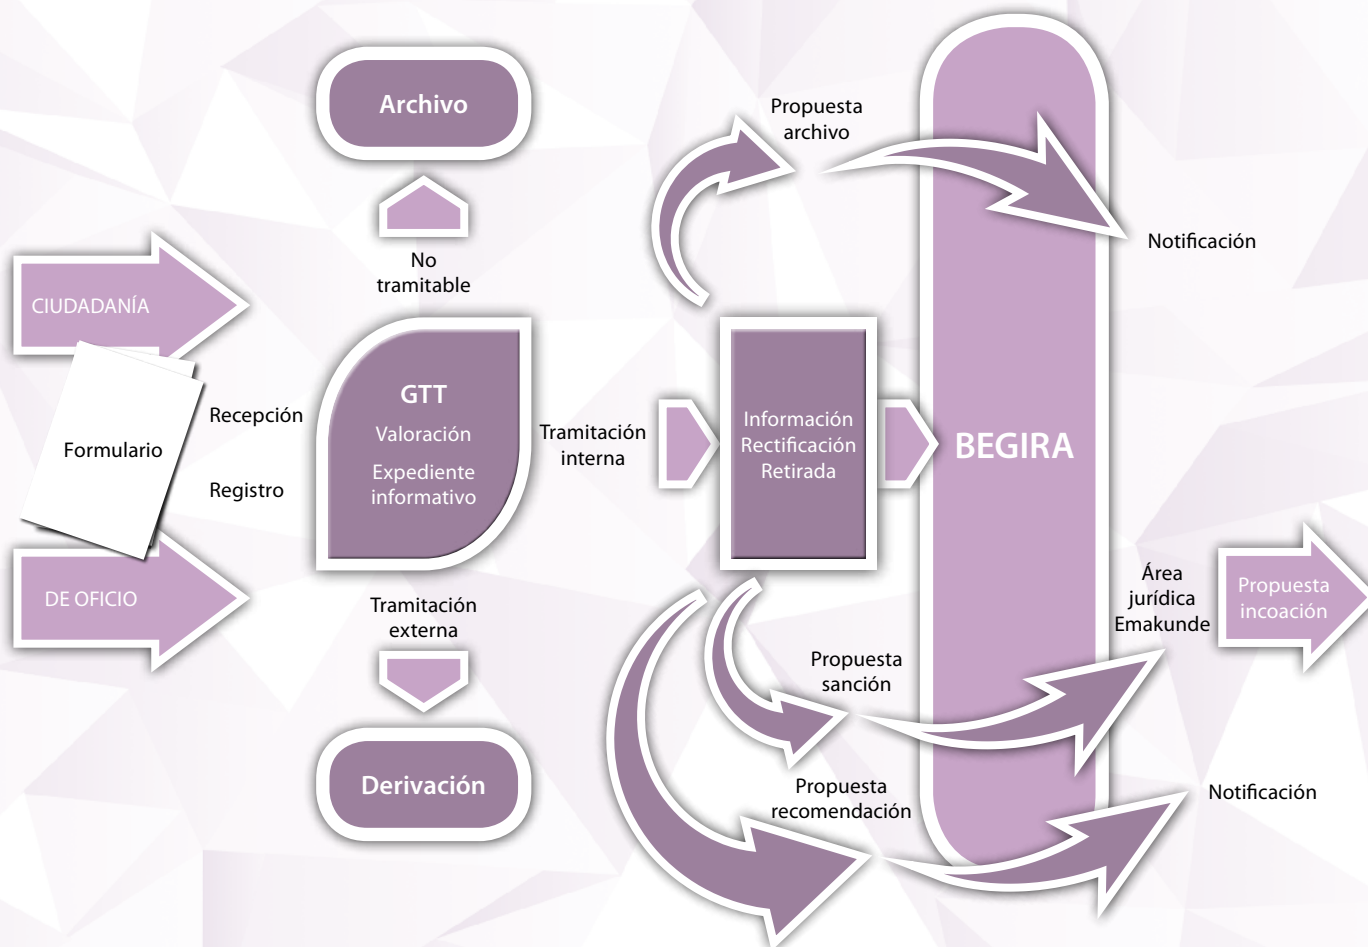 CIUDADANÍA
Formulario
DE OFICIO
Recepción
Registro
Archivo
No
tramitable
GTT
Valoración
Expediente
informativo
Tramitación
externa
Derivación
Tramitación
interna
Información
Rectificación
Retirada
Propuesta
archivo
Propuesta
sanción
Propuesta
recomendación
BEGIRA
Notificación
Área
jurídica
Emakunde
Propuesta
incoación
Notificación